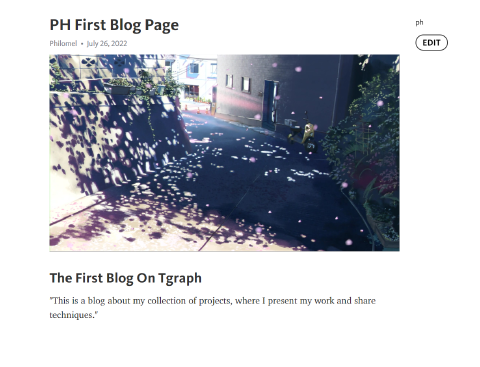 PH First Blog Page
Philomel • July 26, 2022
ph
EDIT
The First Blog On Tgraph
"This is a blog about my collection of projects, where I present my work and share
techniques."